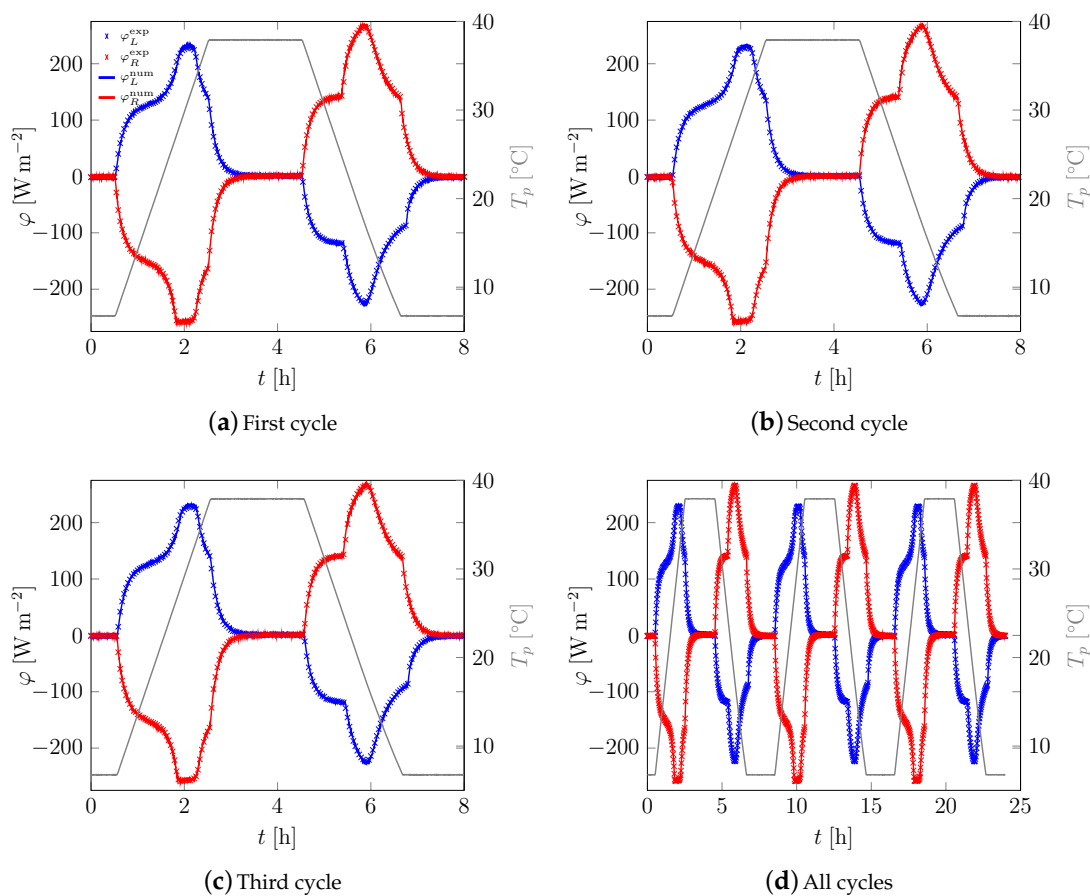 φ_L^exp
φ_R^exp
φ_L^num
φ_R^num
200
100
0
−100
−200
φ [W m−2]
40
30
20
10
T_p [°C]
0 2 4 6 8
t [h]
(a) First cycle
200
100
0
−100
−200
φ [W m−2]
40
30
20
10
T_p [°C]
0 2 4 6 8
t [h]
(b) Second cycle
200
100
0
−100
−200
φ [W m−2]
40
30
20
10
T_p [°C]
0 2 4 6 8
t [h]
(c) Third cycle
200
100
0
−100
−200
φ [W m−2]
40
30
20
10
T_p [°C]
0 5 10 15 20 25
t [h]
(d) All cycles